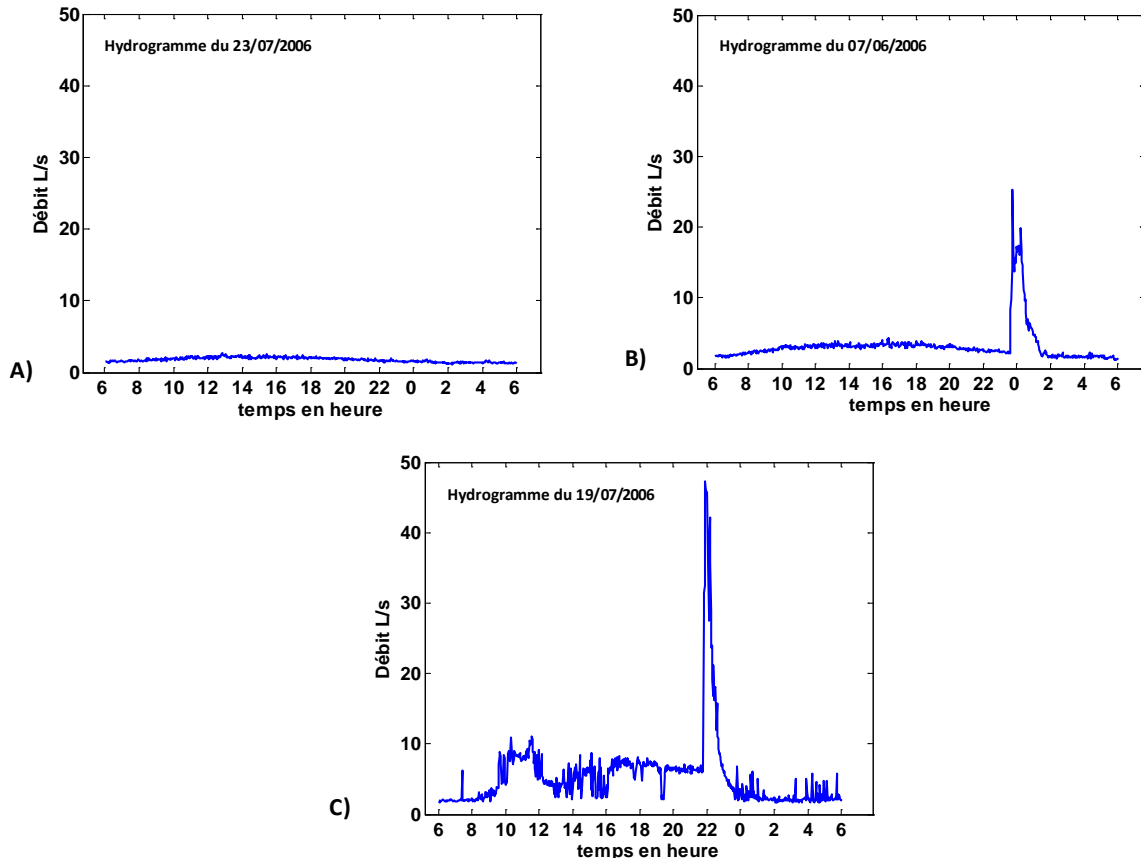 Hydrogramme du 23/07/2006
50
40
30
20
10
0
Débit L/s
6 8 10 12 14 16 18 20 22 0 2 4 6
temps en heure
A)
Hydrogramme du 07/06/2006
50
40
30
20
10
0
Débit L/s
6 8 10 12 14 16 18 20 22 0 2 4 6
temps en heure
B)
Hydrogramme du 19/07/2006
50
40
30
20
10
0
Débit L/s
6 8 10 12 14 16 18 20 22 0 2 4 6
temps en heure
C)